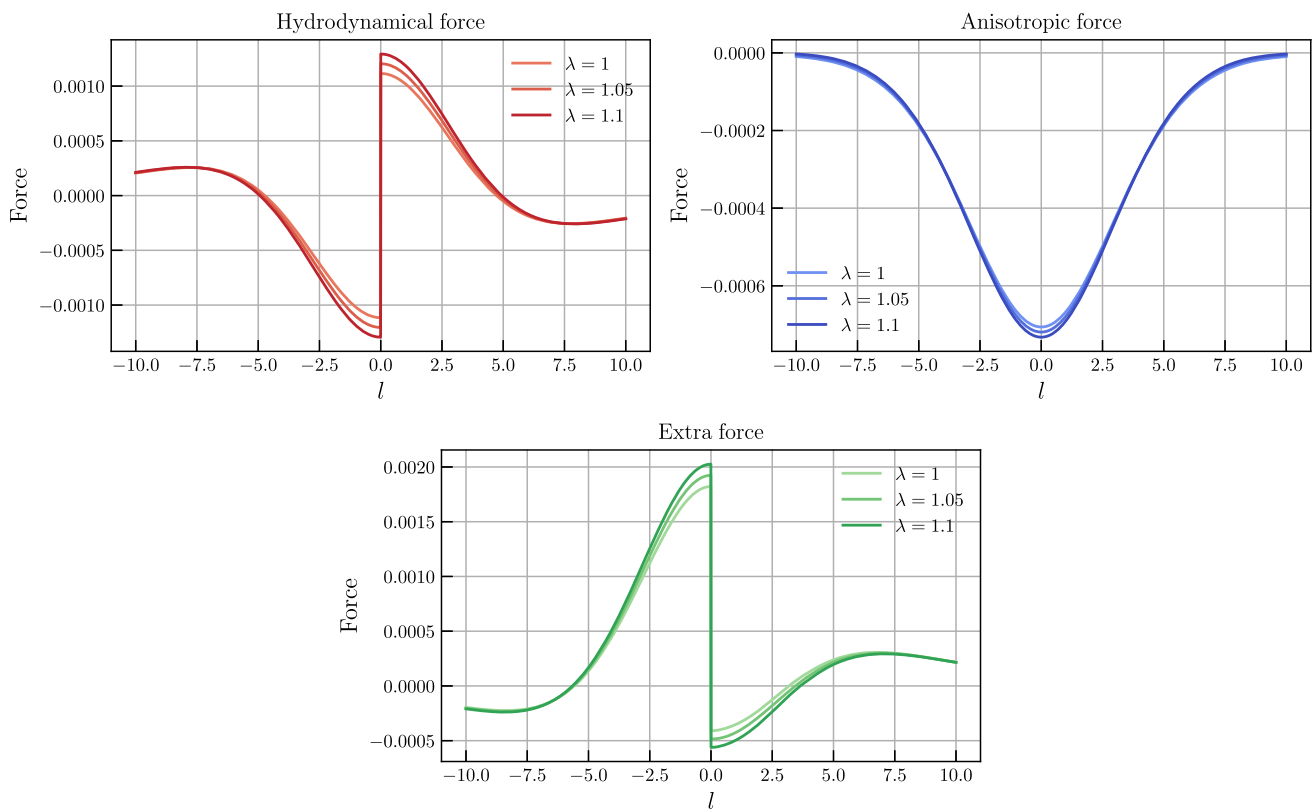 Hydrodynamical force
Force
0.0010
0.0005
0.0000
−0.0005
−0.0010
λ = 1
λ = 1.05
λ = 1.1
−10.0 −7.5 −5.0 −2.5 0.0 2.5 5.0 7.5 10.0
l
Anisotropic force
Force
0.0000
−0.0002
−0.0004
−0.0006
λ = 1
λ = 1.05
λ = 1.1
−10.0 −7.5 −5.0 −2.5 0.0 2.5 5.0 7.5 10.0
l
Extra force
Force
0.0020
0.0015
0.0010
0.0005
0.0000
−0.0005
λ = 1
λ = 1.05
λ = 1.1
−10.0 −7.5 −5.0 −2.5 0.0 2.5 5.0 7.5 10.0
l